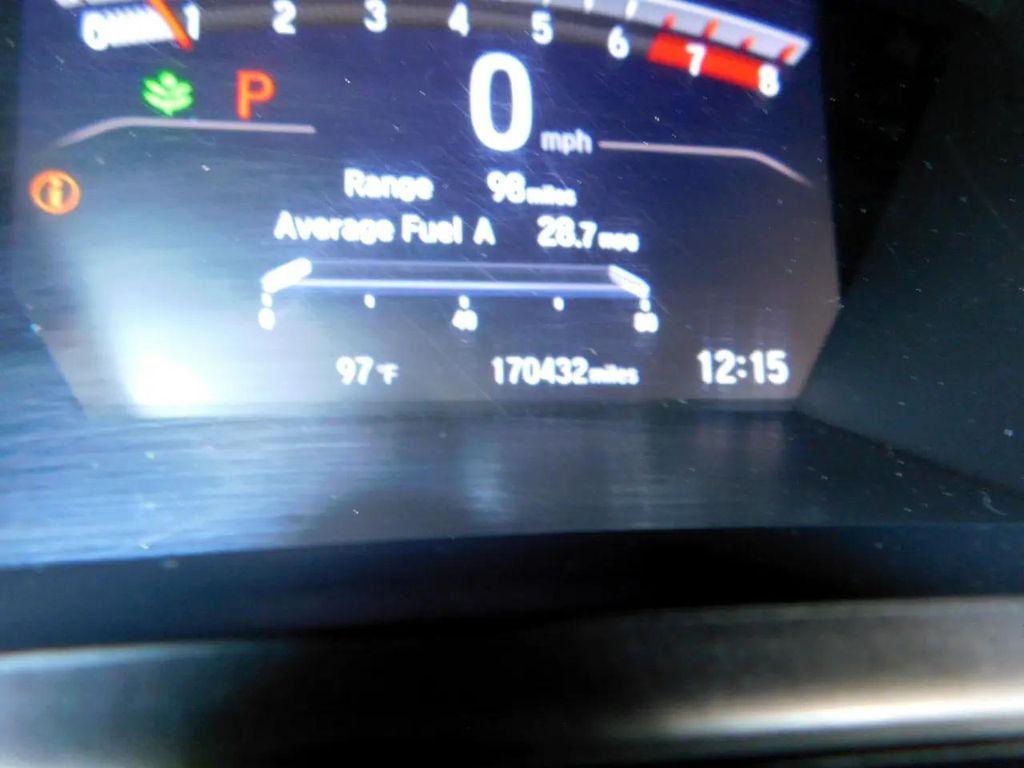 0 1 2 3 4 5 6 7 8
P 0 mph
i
Range 98 miles
Average Fuel A 28.7
0 40 80
97°F 170432 miles 12:15